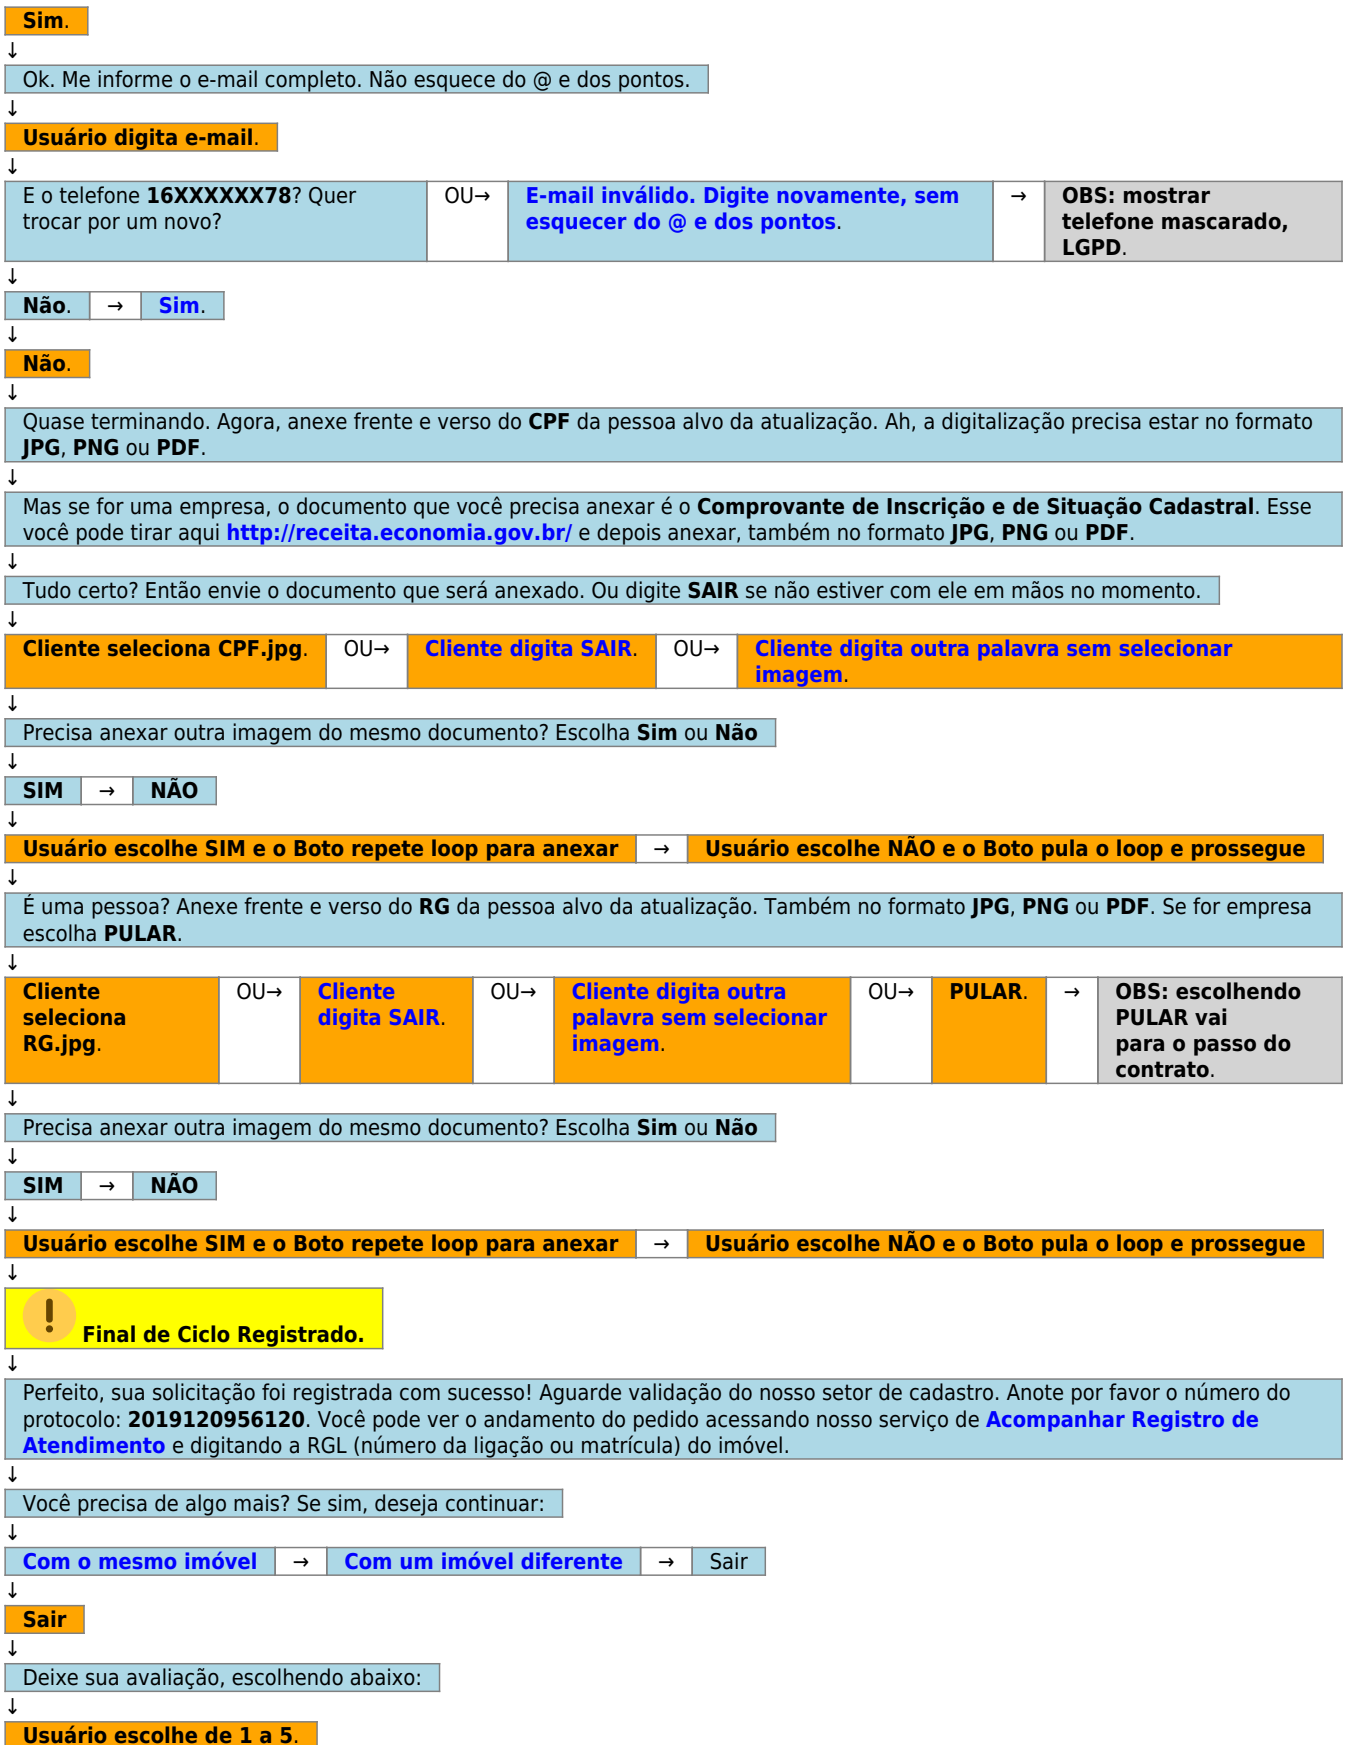 Sim.
↓
Ok. Me informe o e-mail completo. Não esquece do @ e dos pontos.
↓
Usuário digita e-mail.
↓
E o telefone 16XXXXXX78? Quer
trocar por um novo?
OU→
E-mail inválido. Digite novamente, sem
esquecer do @ e dos pontos.
→
OBS: mostrar
telefone mascarado,
LGPD.
↓
Não. → Sim.
↓
Não.
↓
Quase terminando. Agora, anexe frente e verso do CPF da pessoa alvo da atualização. Ah, a digitalização precisa estar no formato
JPG, PNG ou PDF.
↓
Mas se for uma empresa, o documento que você precisa anexar é o Comprovante de Inscrição e de Situação Cadastral. Esse
você pode tirar aqui http://receita.economia.gov.br/ e depois anexar, também no formato JPG, PNG ou PDF.
↓
Tudo certo? Então envie o documento que será anexado. Ou digite SAIR se não estiver com ele em mãos no momento.
↓
Cliente seleciona CPF.jpg.
OU→
Cliente digita SAIR.
OU→
Cliente digita outra palavra sem selecionar
imagem.
↓
Precisa anexar outra imagem do mesmo documento? Escolha Sim ou Não
↓
SIM → NÃO
↓
Usuário escolhe SIM e o Boto repete loop para anexar → Usuário escolhe NÃO e o Boto pula o loop e prossegue
↓
É uma pessoa? Anexe frente e verso do RG da pessoa alvo da atualização. Também no formato JPG, PNG ou PDF. Se for empresa
escolha PULAR.
↓
Cliente
seleciona
RG.jpg.
OU→
Cliente
digita SAIR.
OU→
Cliente digita outra
palavra sem selecionar
imagem.
OU→
PULAR.
→
OBS: escolhendo
PULAR vai
para o passo do
contrato.
↓
Precisa anexar outra imagem do mesmo documento? Escolha Sim ou Não
↓
SIM → NÃO
↓
Usuário escolhe SIM e o Boto repete loop para anexar → Usuário escolhe NÃO e o Boto pula o loop e prossegue
↓
! Final de Ciclo Registrado.
↓
Perfeito, sua solicitação foi registrada com sucesso! Aguarde validação do nosso setor de cadastro. Anote por favor o número do
protocolo: 2019120956120. Você pode ver o andamento do pedido acessando nosso serviço de Acompanhar Registro de
Atendimento e digitando a RGL (número da ligação ou matrícula) do imóvel.
↓
Você precisa de algo mais? Se sim, deseja continuar:
↓
Com o mesmo imóvel → Com um imóvel diferente → Sair
↓
Sair
↓
Deixe sua avaliação, escolhendo abaixo:
↓
Usuário escolhe de 1 a 5.